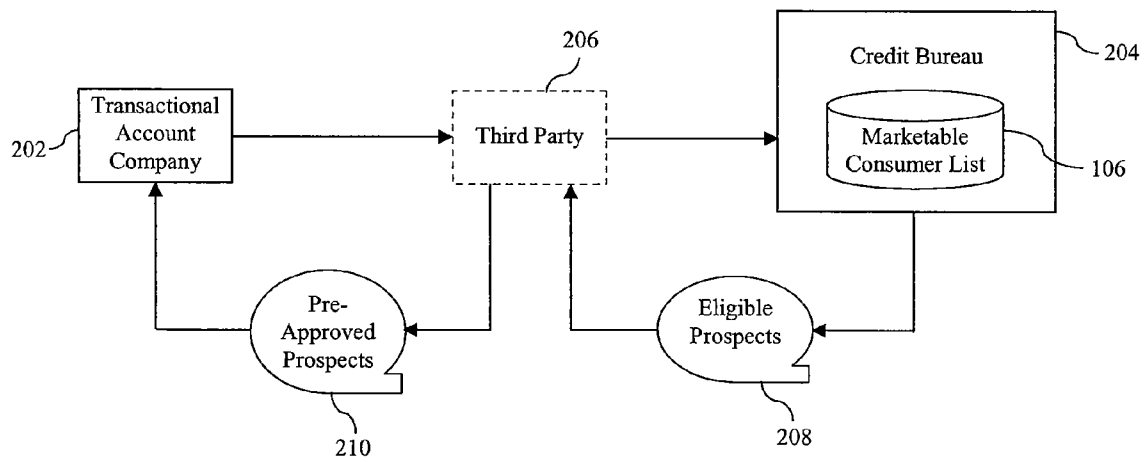 206
204
Credit Bureau
Transactional
Account
Company
202
Third Party
Marketable
Consumer List
106
Pre-
Approved
Prospects
210
Eligible
Prospects
208